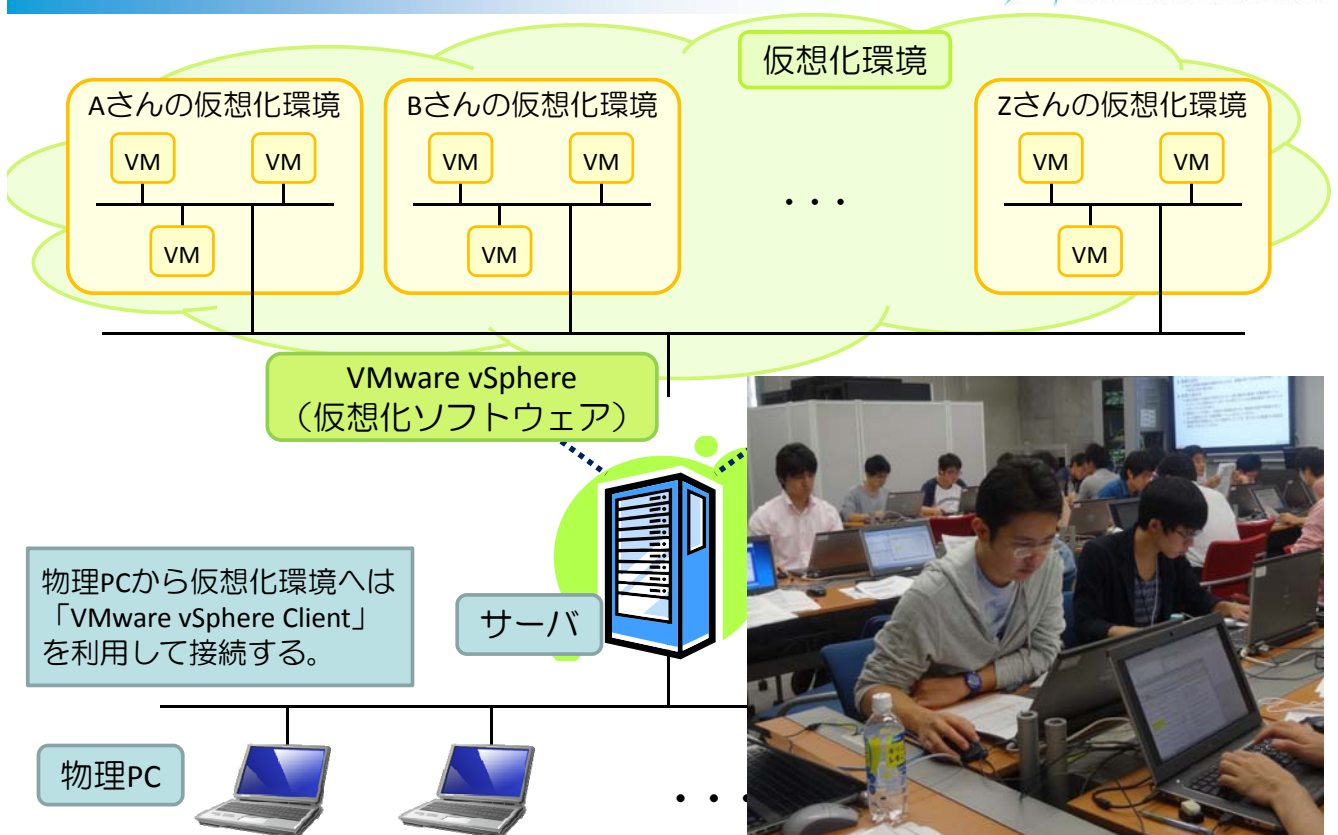 仮想化環境
Aさんの仮想化環境
VM
VM
VM
Bさんの仮想化環境
VM
VM
VM
・・・
Zさんの仮想化環境
VM
VM
VM
VMware vSphere
（仮想化ソフトウェア）
物理PCから仮想化環境へは
「VMware vSphere Client」
を利用して接続する。
サーバ
物理PC
・・・